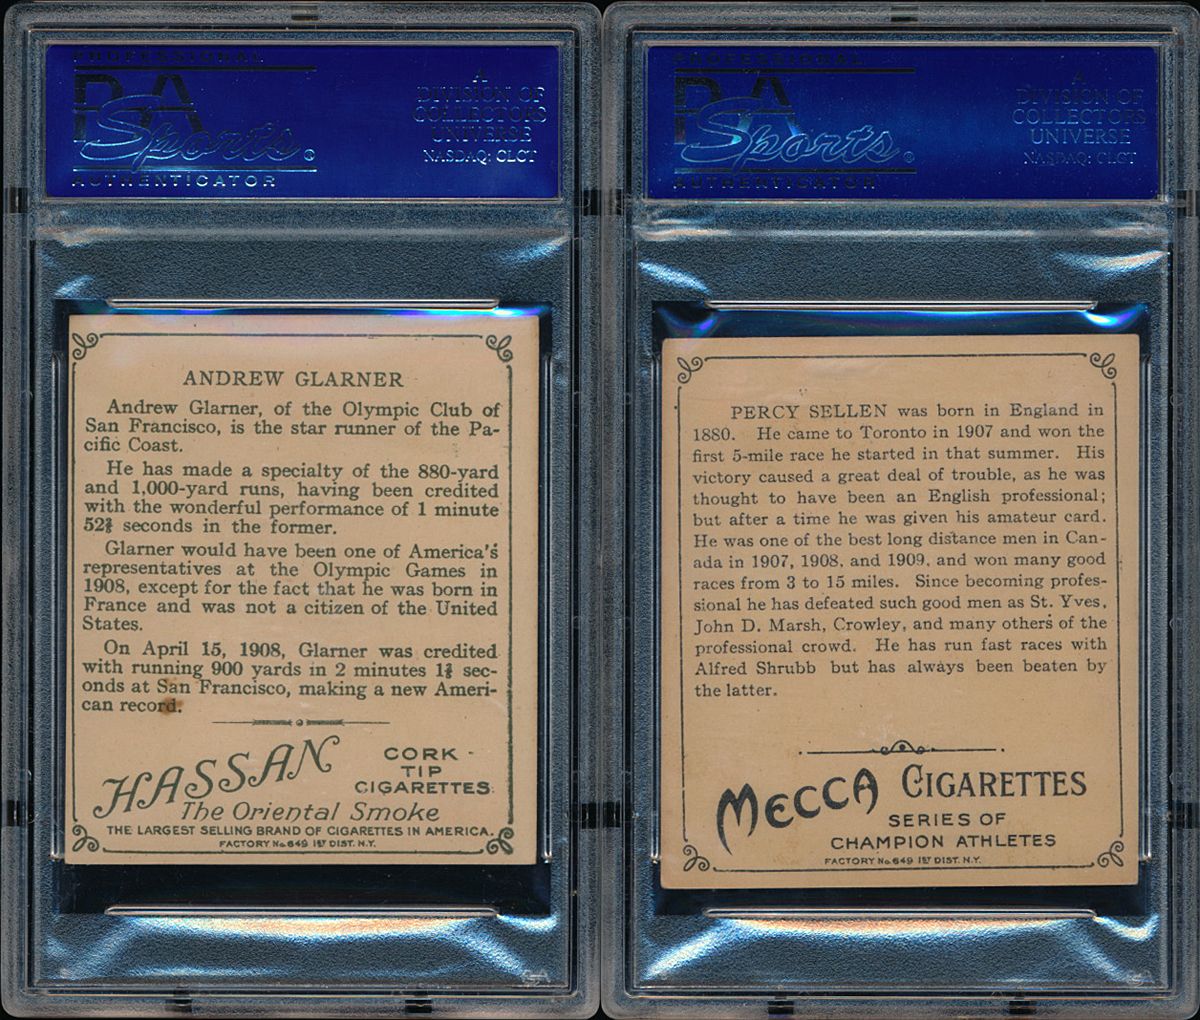 PROFESSIONAL
PSA
Sports
AUTHENTICATOR
A
DIVISION OF
COLLECTORS
UNIVERSE
NASDAQ: CLCT
ANDREW GLARNER
Andrew Glarner, of the Olympic Club of
San Francisco, is the star runner of the Pa-
cific Coast.
He has made a specialty of the 880-yard
and 1,000-yard runs, having been credited
with the wonderful performance of 1 minute
52⅗ seconds in the former.
Glarner would have been one of America's
representatives at the Olympic Games in
1908, except for the fact that he was born in
France and was not a citizen of the United
States.
On April 15, 1908, Glarner was credited
with running 900 yards in 2 minutes 1⅗ sec-
onds at San Francisco, making a new Ameri-
can record.
HASSAN
CORK
TIP
CIGARETTES
The Oriental Smoke
THE LARGEST SELLING BRAND OF CIGARETTES IN AMERICA.
FACTORY No. 649 1ST DIST. N.Y.
PROFESSIONAL
PSA
Sports
AUTHENTICATOR
A
DIVISION OF
COLLECTORS
UNIVERSE
NASDAQ: CLCT
PERCY SELLEN was born in England in
1880. He came to Toronto in 1907 and won the
first 5-mile race he started in that summer. His
victory caused a great deal of trouble, as he was
thought to have been an English professional;
but after a time he was given his amateur card.
He was one of the best long distance men in Can-
ada in 1907, 1908, and 1909, and won many good
races from 3 to 15 miles. Since becoming profes-
sional he has defeated such good men as St. Yves,
John D. Marsh, Crowley, and many others of the
professional crowd. He has run fast races with
Alfred Shrubb but has always been beaten by
the latter.
MECCA CIGARETTES
SERIES OF
CHAMPION ATHLETES
FACTORY No. 649 1ST DIST. N.Y.